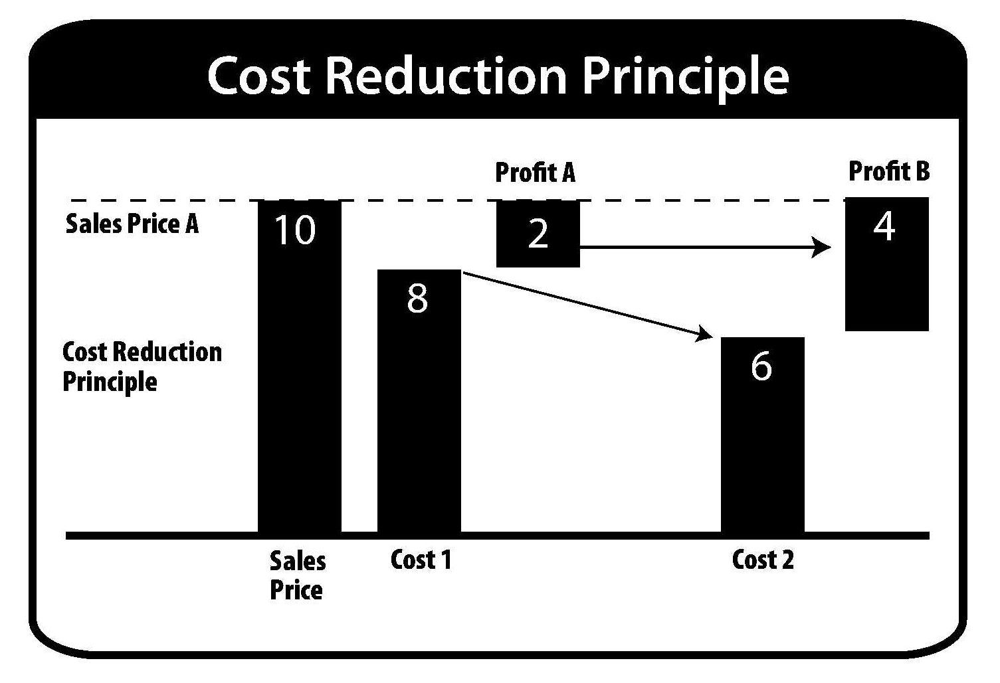 Cost Reduction Principle
Profit A
Profit B
Sales Price A
10
2
4
8
Cost Reduction
Principle
6
Sales
Price
Cost 1
Cost 2